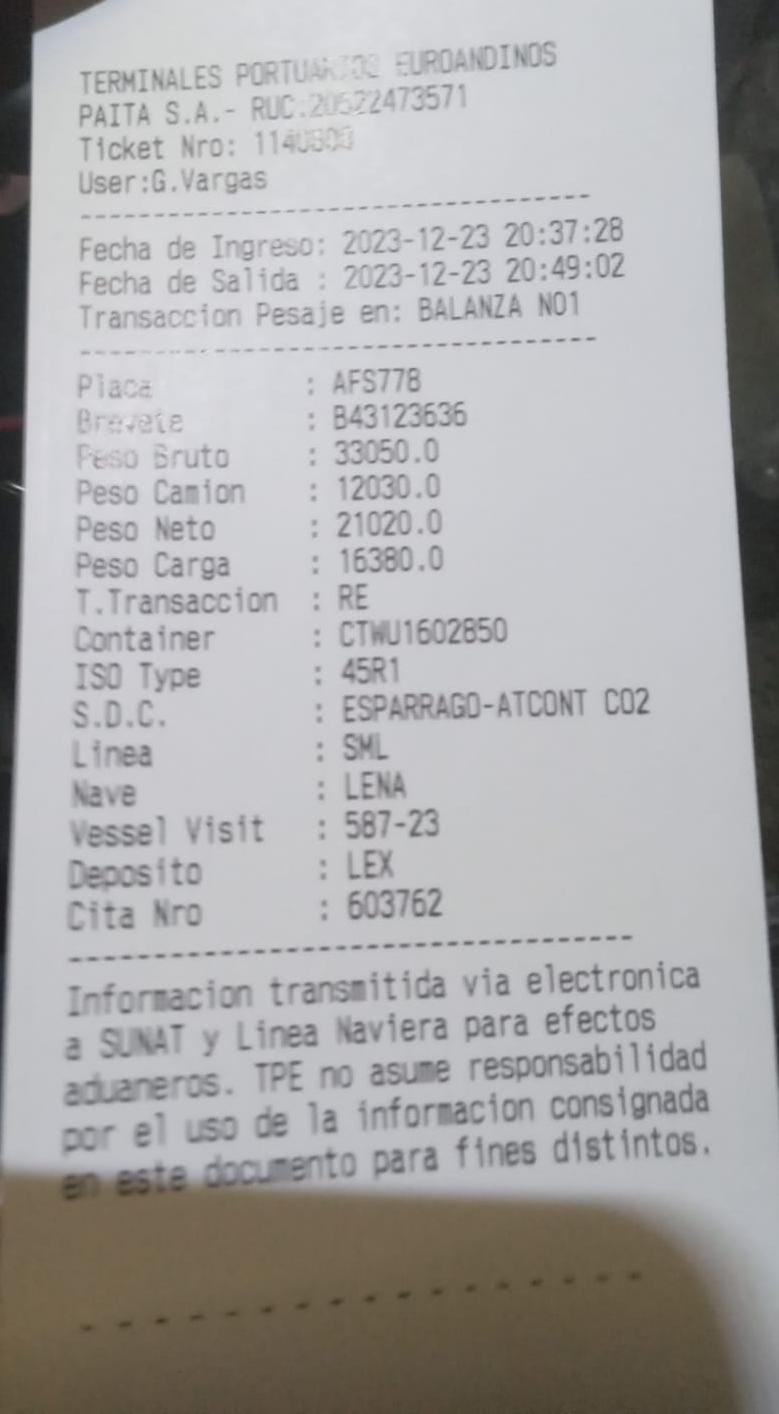 TERMINALES PORTUARIOS EUROANDINOS
PAITA S.A.- RUC:20522473571
Ticket Nro:
User:G.Vargas
----------------------------------
Fecha de Ingreso: 2023-12-23 20:37:28
Fecha de Salida : 2023-12-23 20:49:02
Transaccion Pesaje en: BALANZA N01
----------------------------------
Placa : AFS778
Brevete : B43123636
Peso Bruto : 33050.0
Peso Camion : 12030.0
Peso Neto : 21020.0
Peso Carga : 16380.0
T.Transaccion : RE
Container : CTWU1602850
ISO Type : 45R1
S.D.C. : ESPARRAGO-ATCONT CO2
Linea : SML
Nave : LENA
Vessel Visit : 587-23
Deposito : LEX
Cita Nro : 603762
----------------------------------
Informacion transmitida via electronica
a SUNAT y Linea Naviera para efectos
aduaneros. TPE no asume responsabilidad
por el uso de la informacion consignada
en este documento para fines distintos.
- - - - - - - - - - - - - - - -